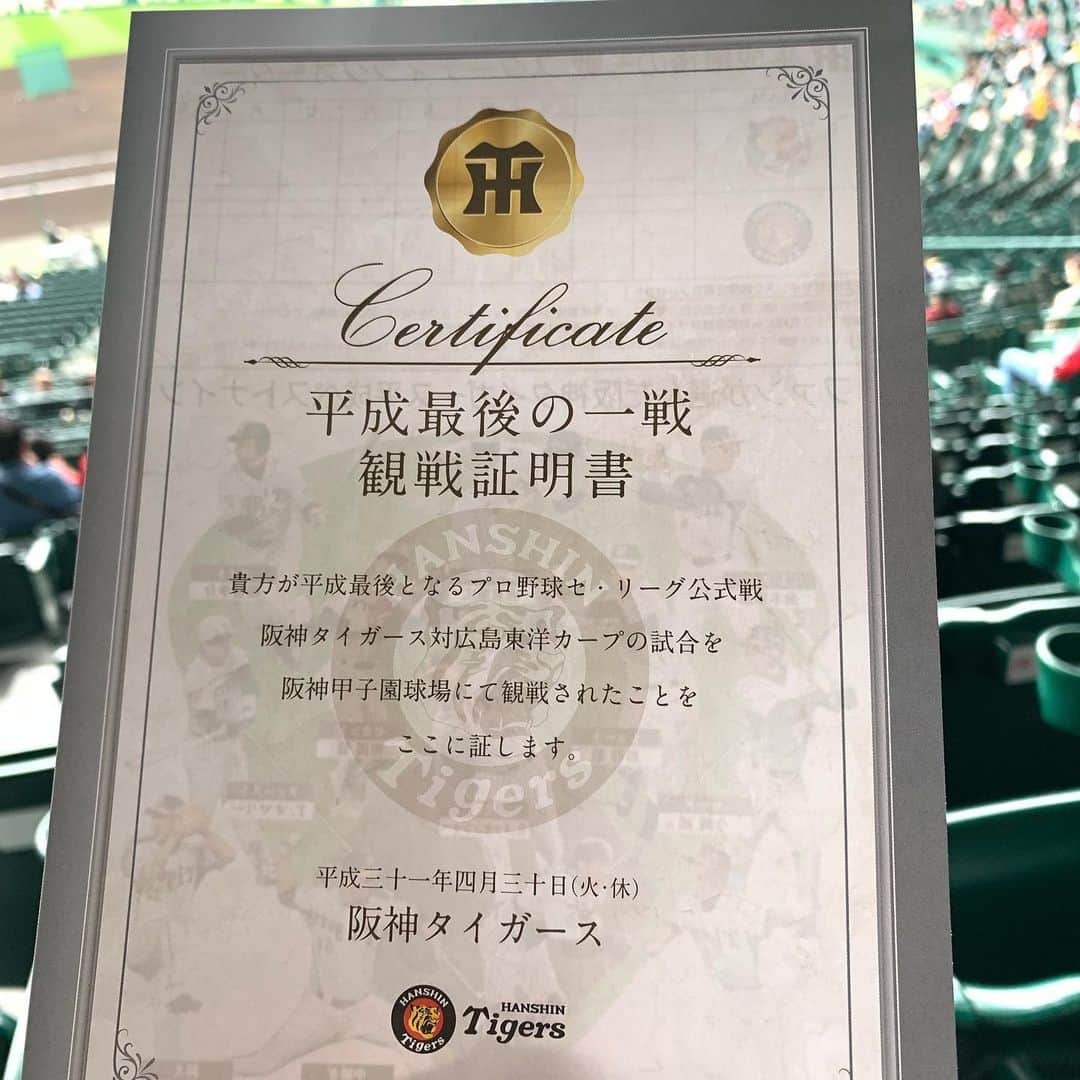 TH
Certificate
平成最後の一戦
観戦証明書
貴方が平成最後となるプロ野球セ・リーグ公式戦
阪神タイガース対広島東洋カープの試合を
阪神甲子園球場にて観戦されたことを
ここに証します。
HANSHIN
Tigers
平成三十一年四月三十日(火・休)
阪神タイガース
HANSHIN
Tigers
HANSHIN
Tigers